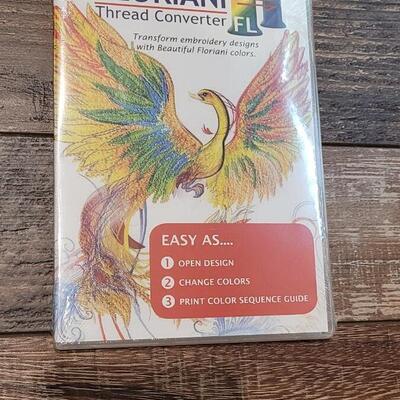 FLORIANI
Thread Converter
FL
Transform embroidery designs
with Beautiful Floriani colors.
EASY AS....
1 OPEN DESIGN
2 CHANGE COLORS
3 PRINT COLOR SEQUENCE GUIDE